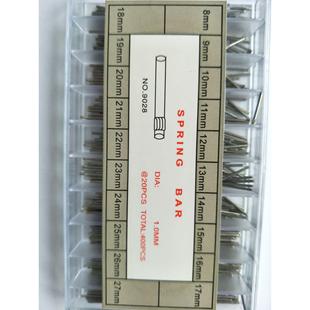 SPRING BAR
NO.9028
DIA: 1.0MM
@20PCS TOTAL:400PCS
8mm
9mm
10mm
11mm
12mm
13mm
14mm
15mm
16mm
17mm
18mm
19mm
20mm
21mm
22mm
23mm
24mm
25mm
26mm
27mm